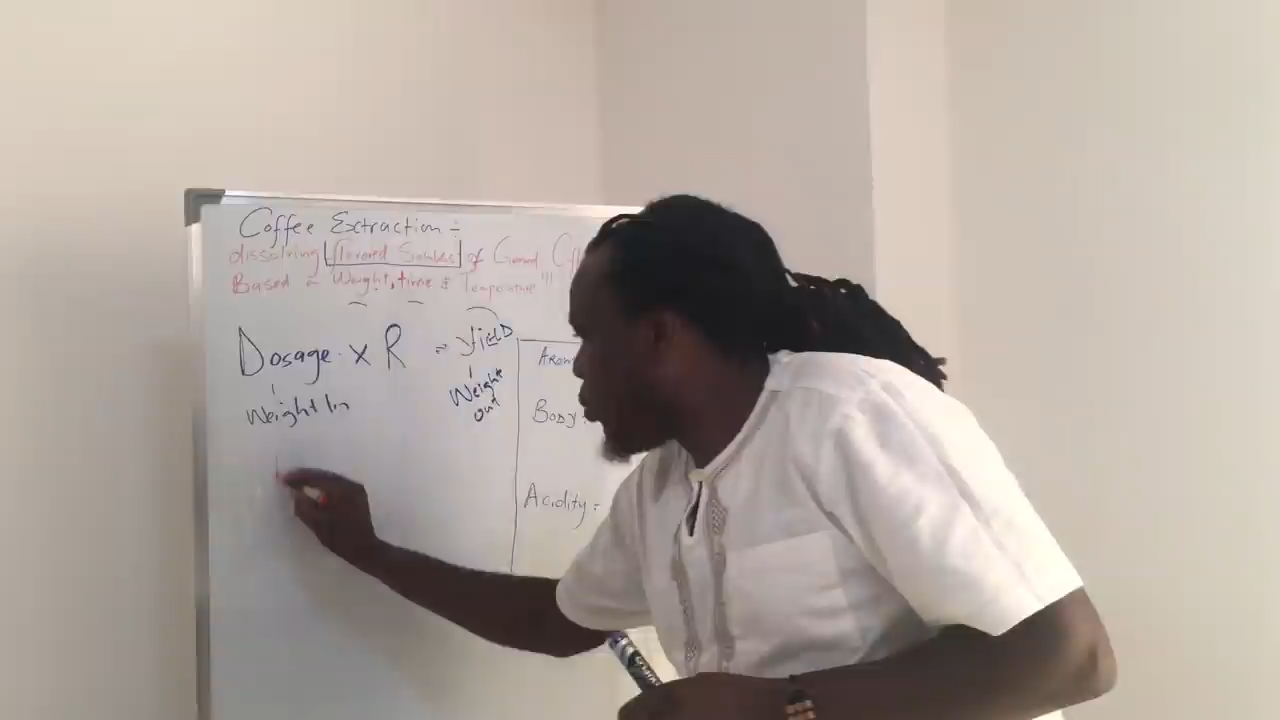 Coffee Extraction :-
dissolving flavored Solubles of Ground
Based on Weight, time & Temperature !!!
Dosage x R = Yield
Weight In
Weight out
Body
Acidity =